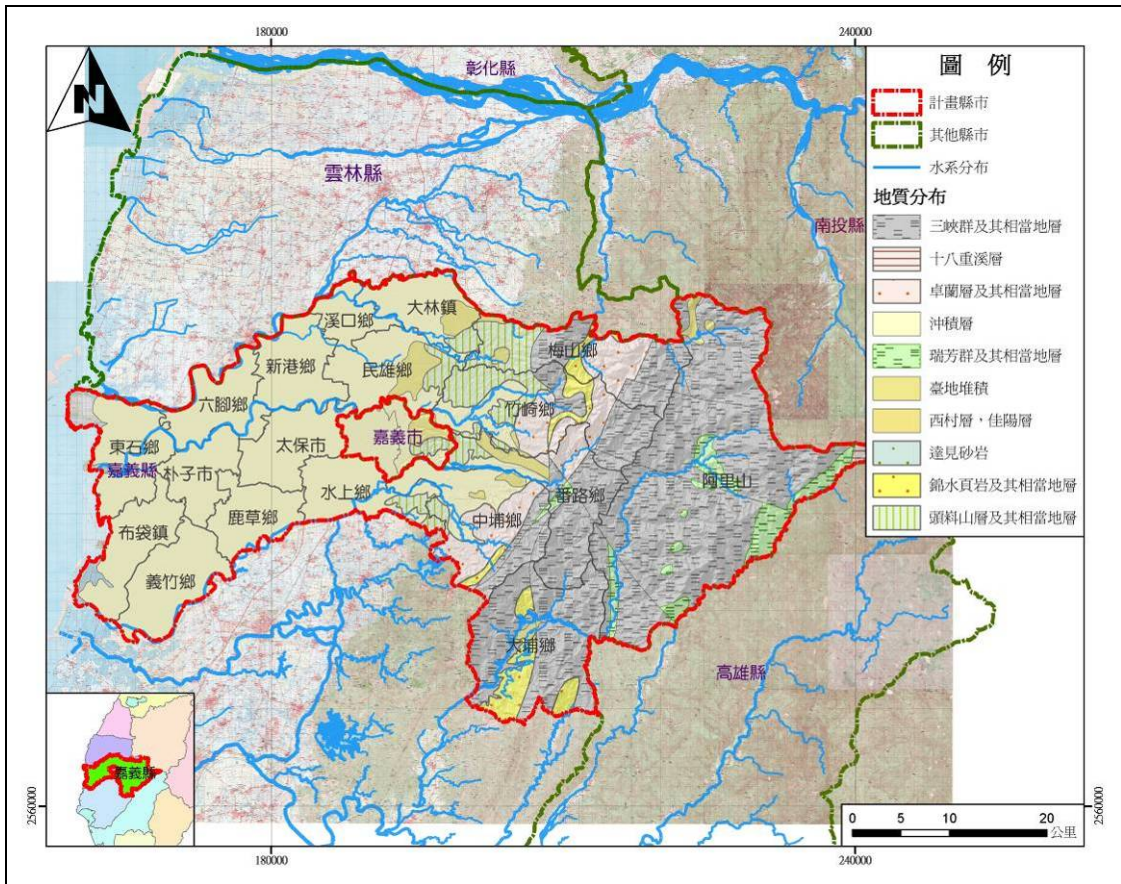 180000
240000
彰化縣
雲林縣
南投縣
圖 例
計畫縣市
其他縣市
水系分布
地質分布
三峽群及其相當地層
十八重溪層
卓蘭層及其相當地層
沖積層
瑞芳群及其相當地層
臺地堆積
西村層、佳陽層
達見砂岩
錦水頁岩及其相當地層
頭嵙山層及其相當地層
N
大林鎮
溪口鄉
梅山鄉
新港鄉
民雄鄉
六腳鄉
竹崎鄉
東石鄉
太保市
嘉義市
嘉義縣
朴子市
阿里山
水上鄉
番路鄉
中埔鄉
鹿草鄉
布袋鎮
義竹鄉
大埔鄉
高雄縣
嘉義縣
2560000
2560000
0 5 10 20
公里
180000
240000